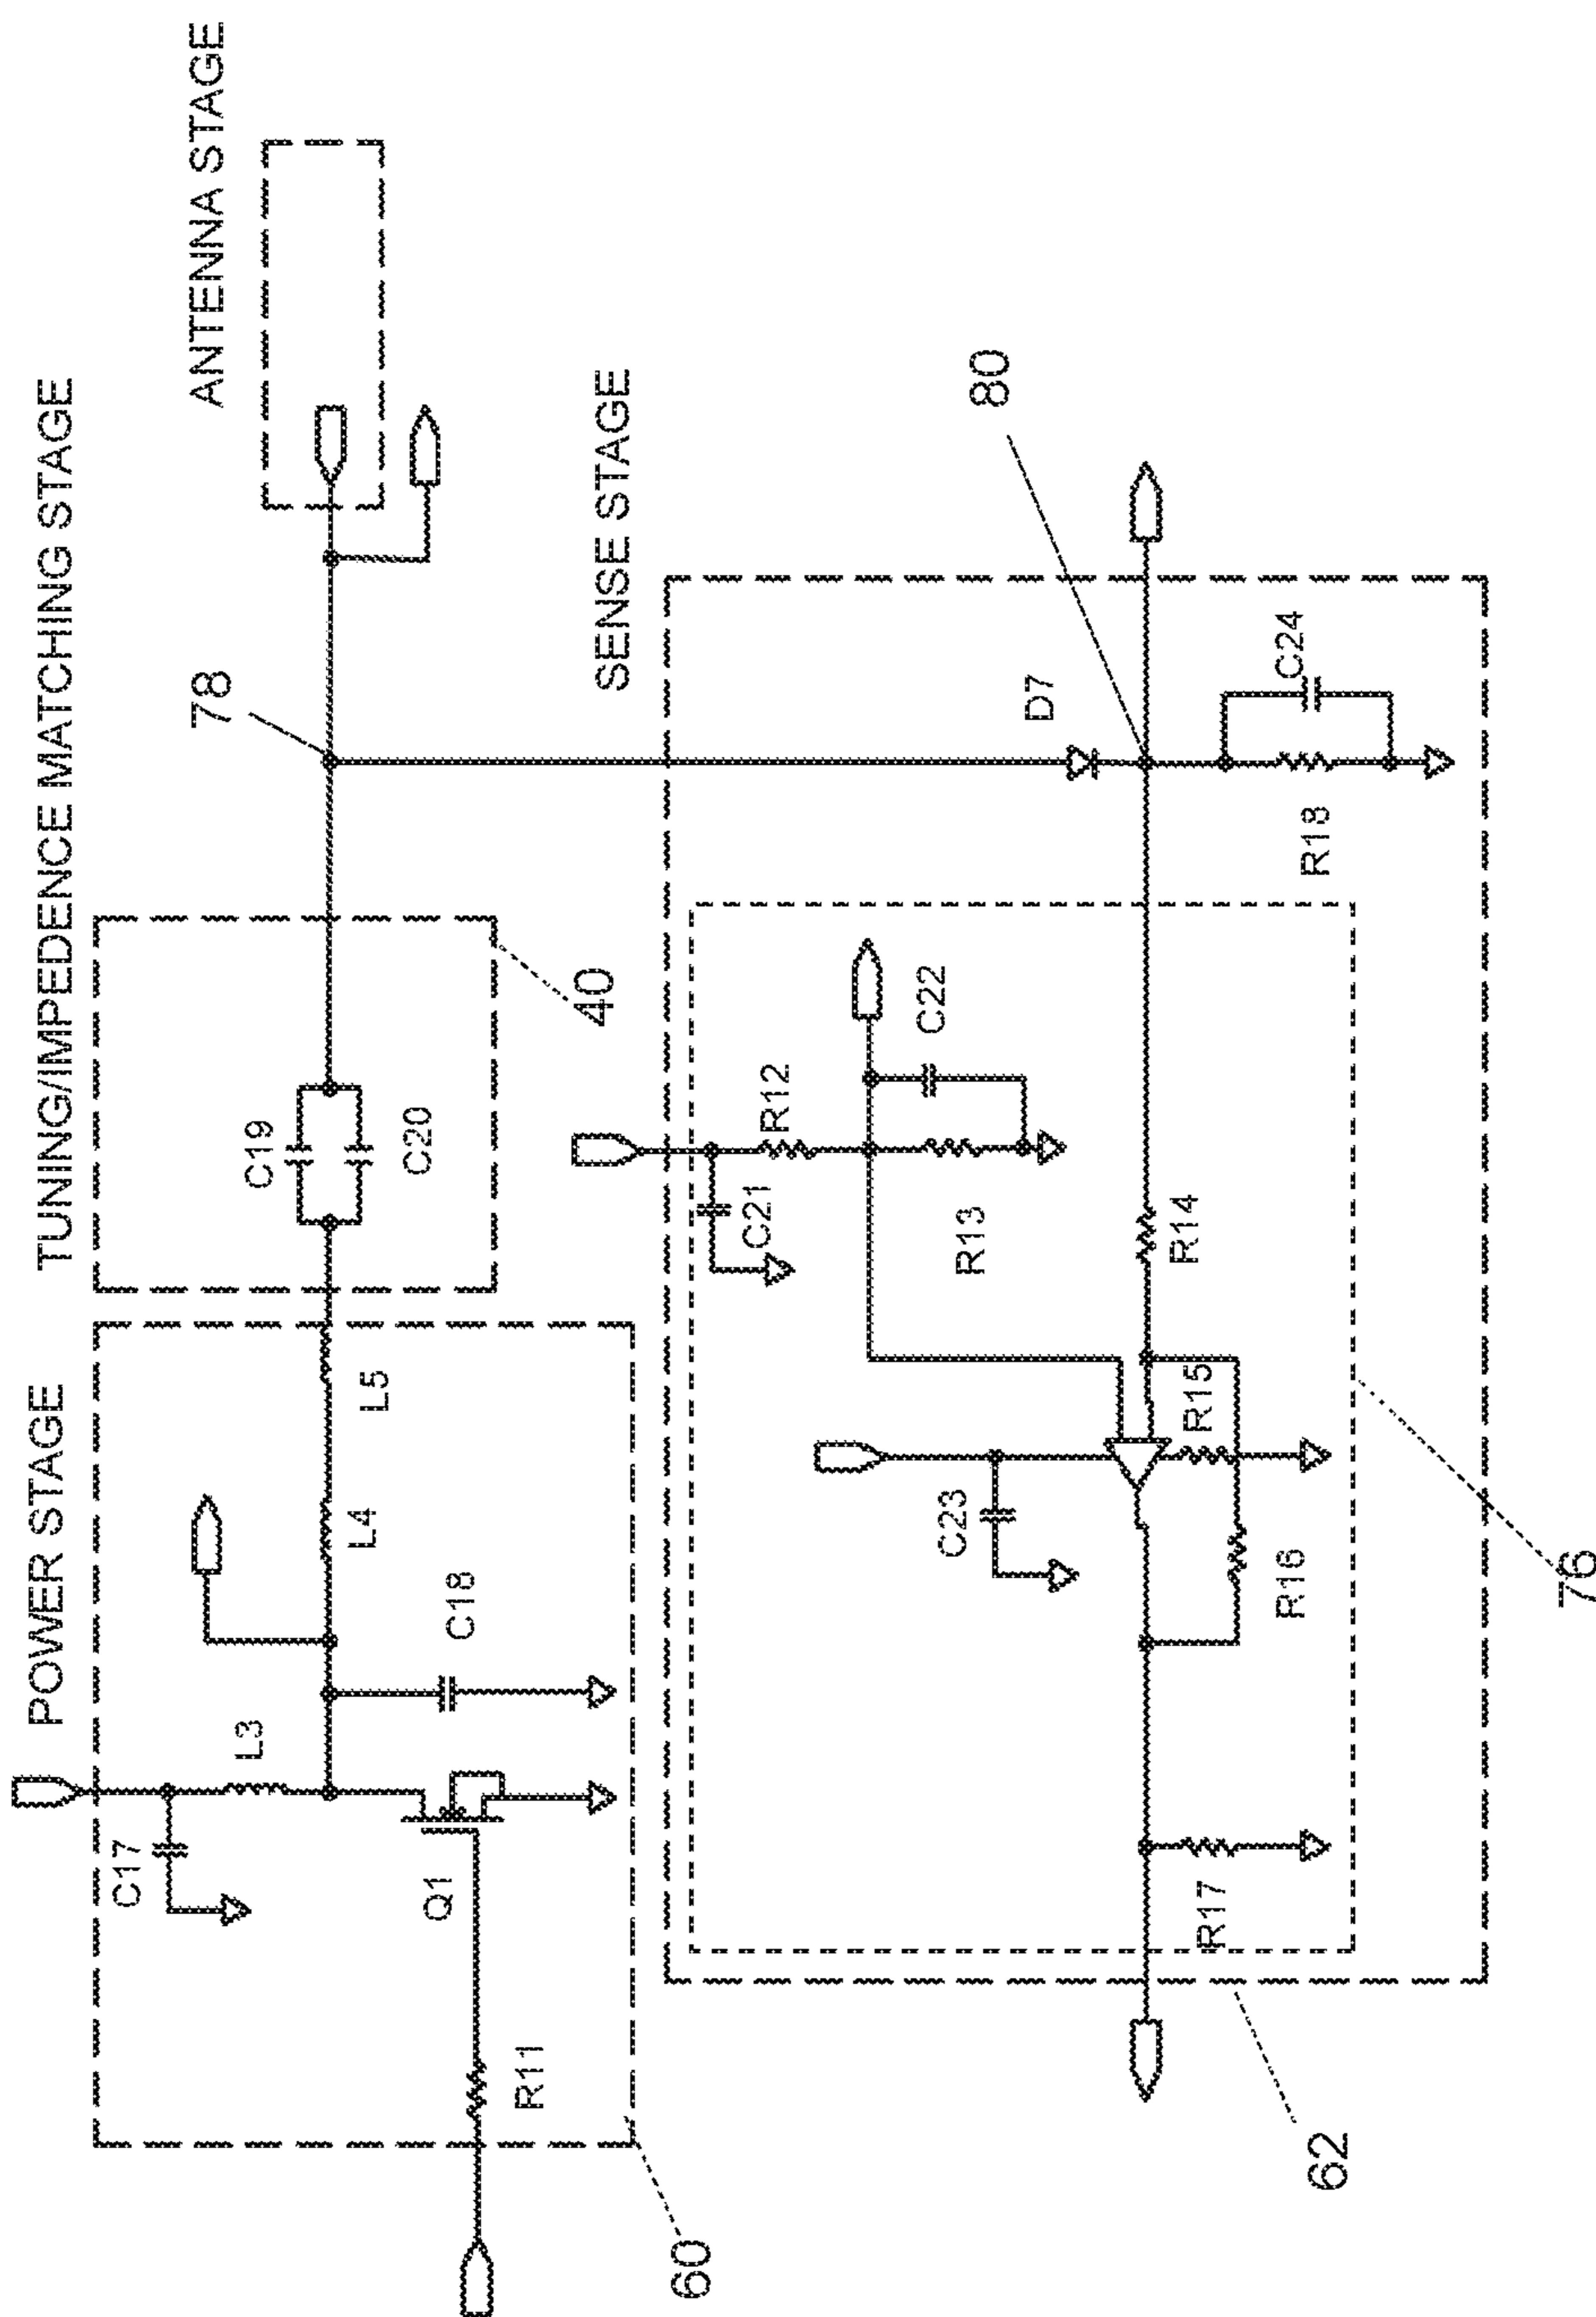 POWER STAGE
TUNING/IMPEDENCE MATCHING STAGE
ANTENNA STAGE
C17
L3
L4
L5
C18
Q1
R11
60
C19
C20
40
78
SENSE STAGE
C21
R12
C22
R13
C23
R14
R15
R16
R17
D7
80
C24
R18
62
76